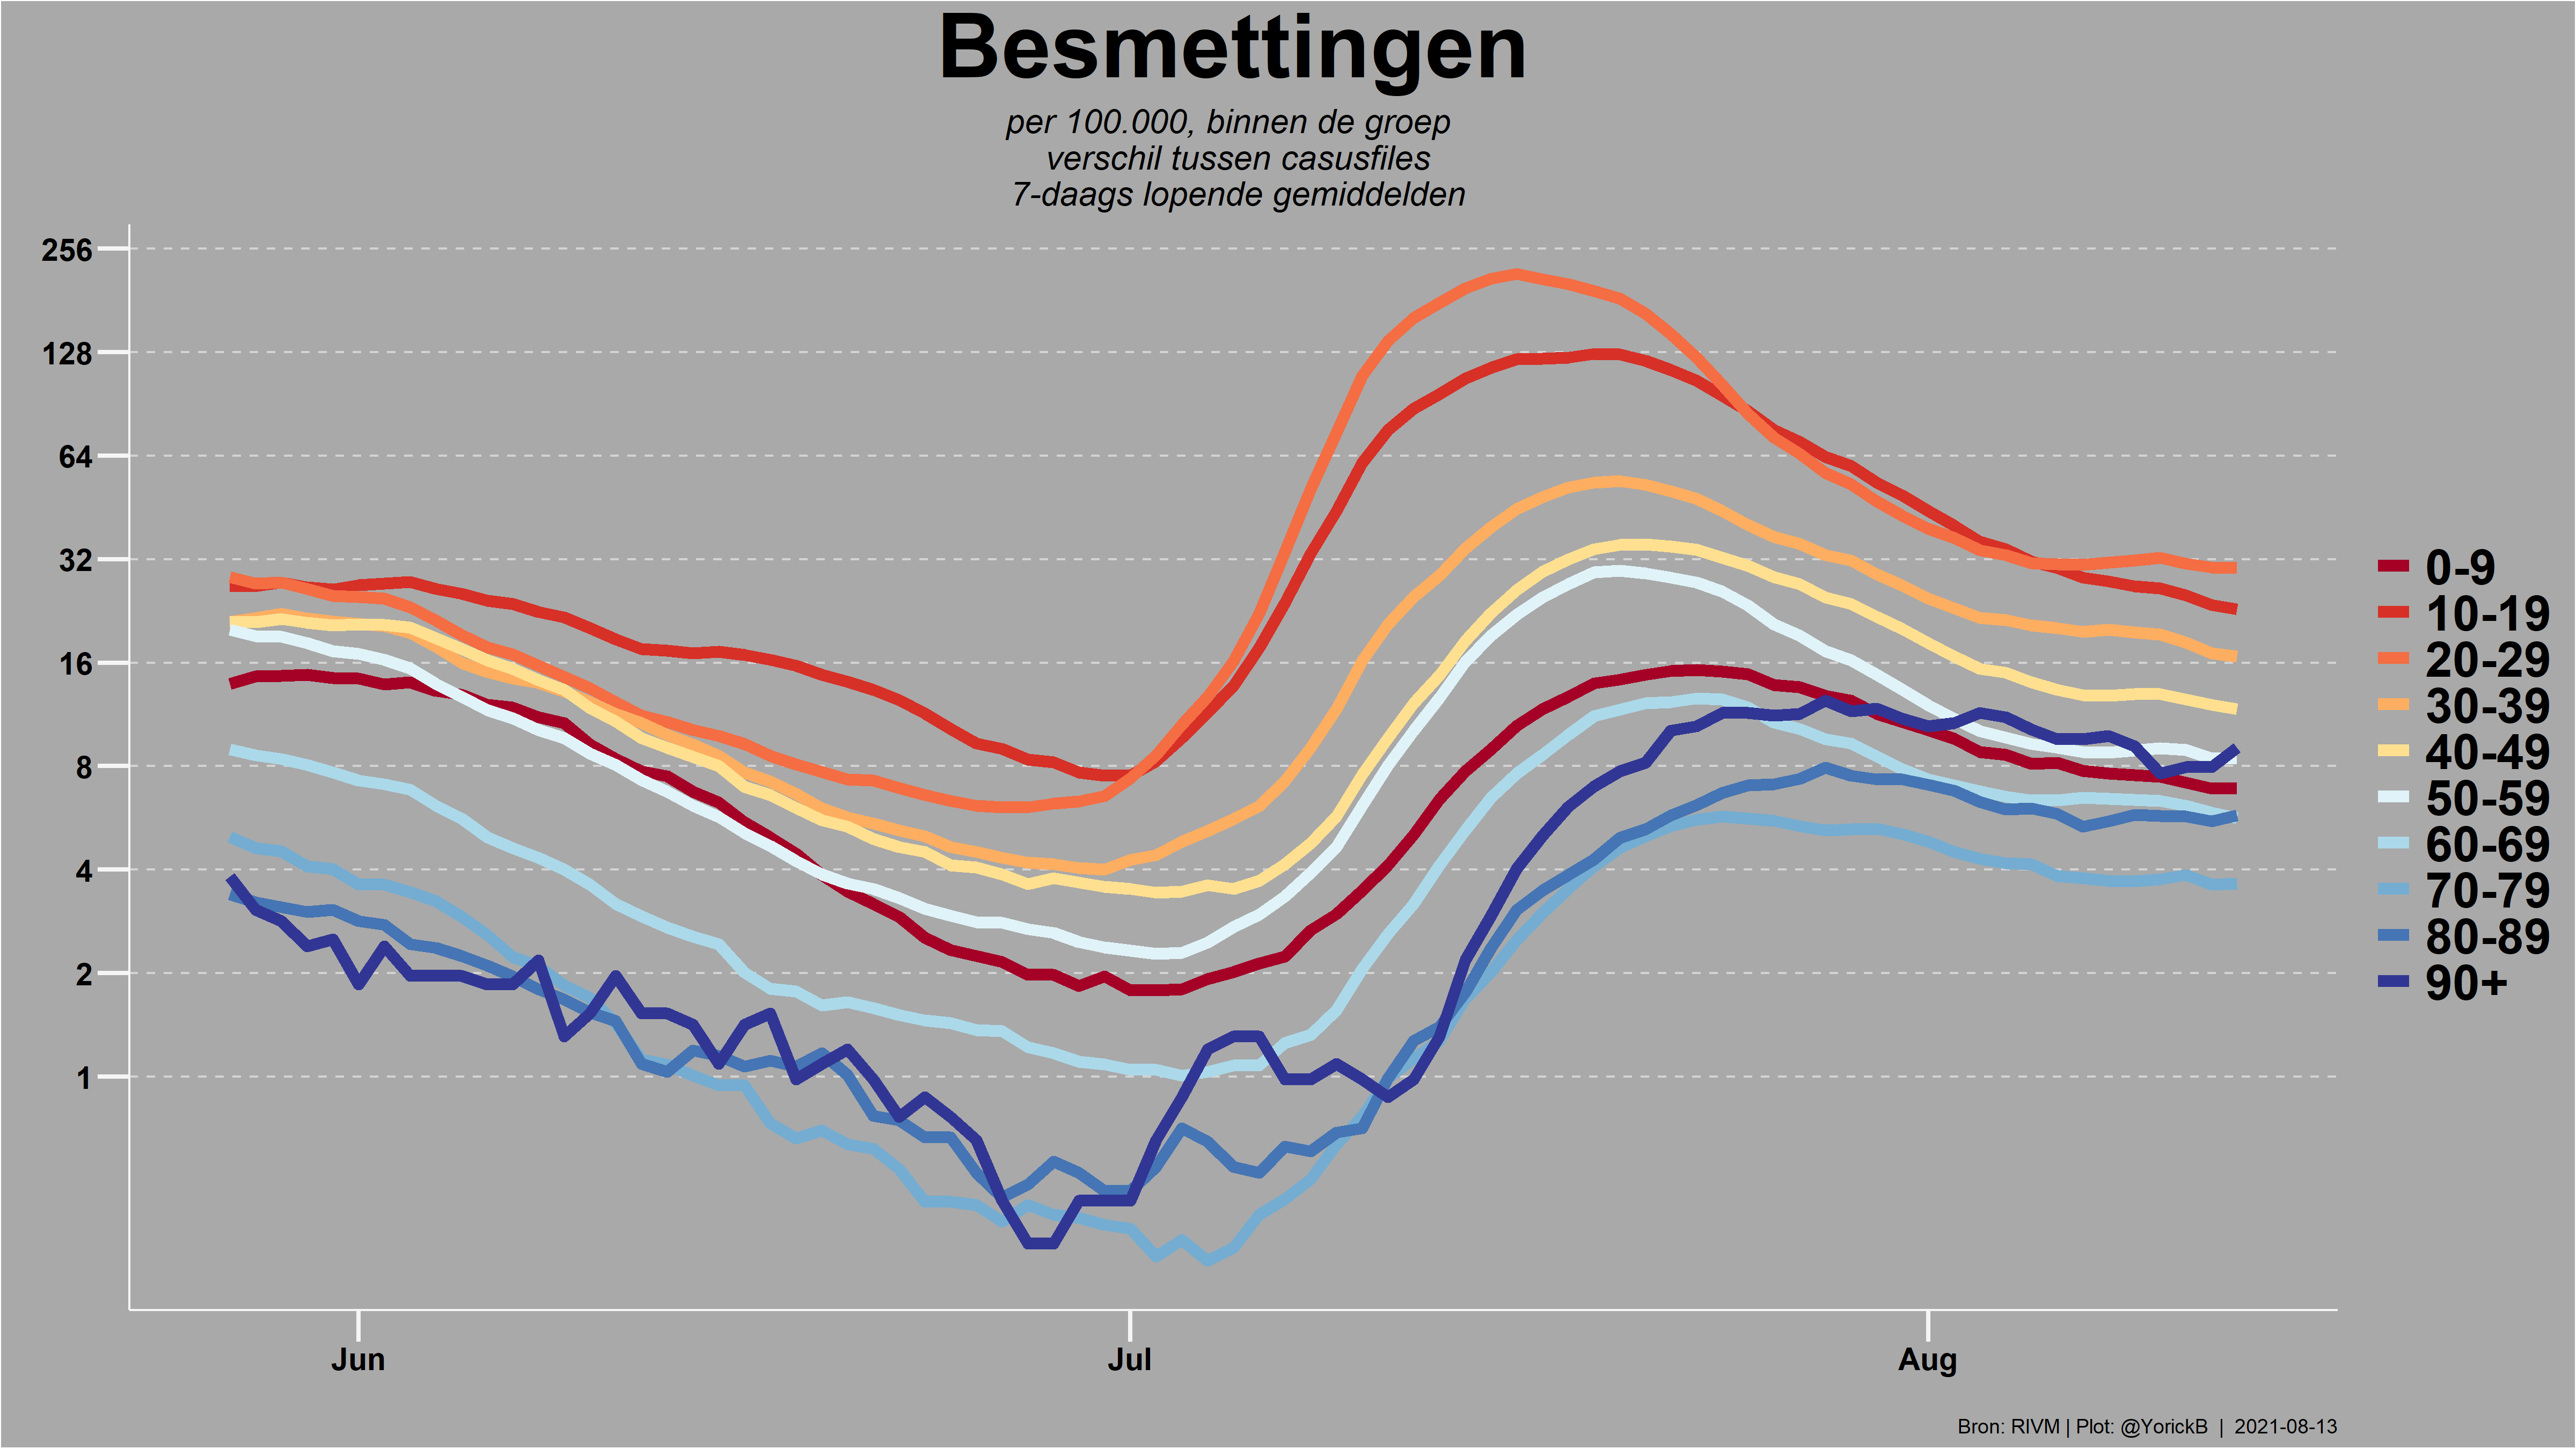 Besmettingen
per 100.000, binnen de groep
verschil tussen casusfiles
7-daags lopende gemiddelden
256
128
64
32
16
8
4
2
1
Jun
Jul
Aug
0-9
10-19
20-29
30-39
40-49
50-59
60-69
70-79
80-89
90+
Bron: RIVM | Plot: @YorickB | 2021-08-13